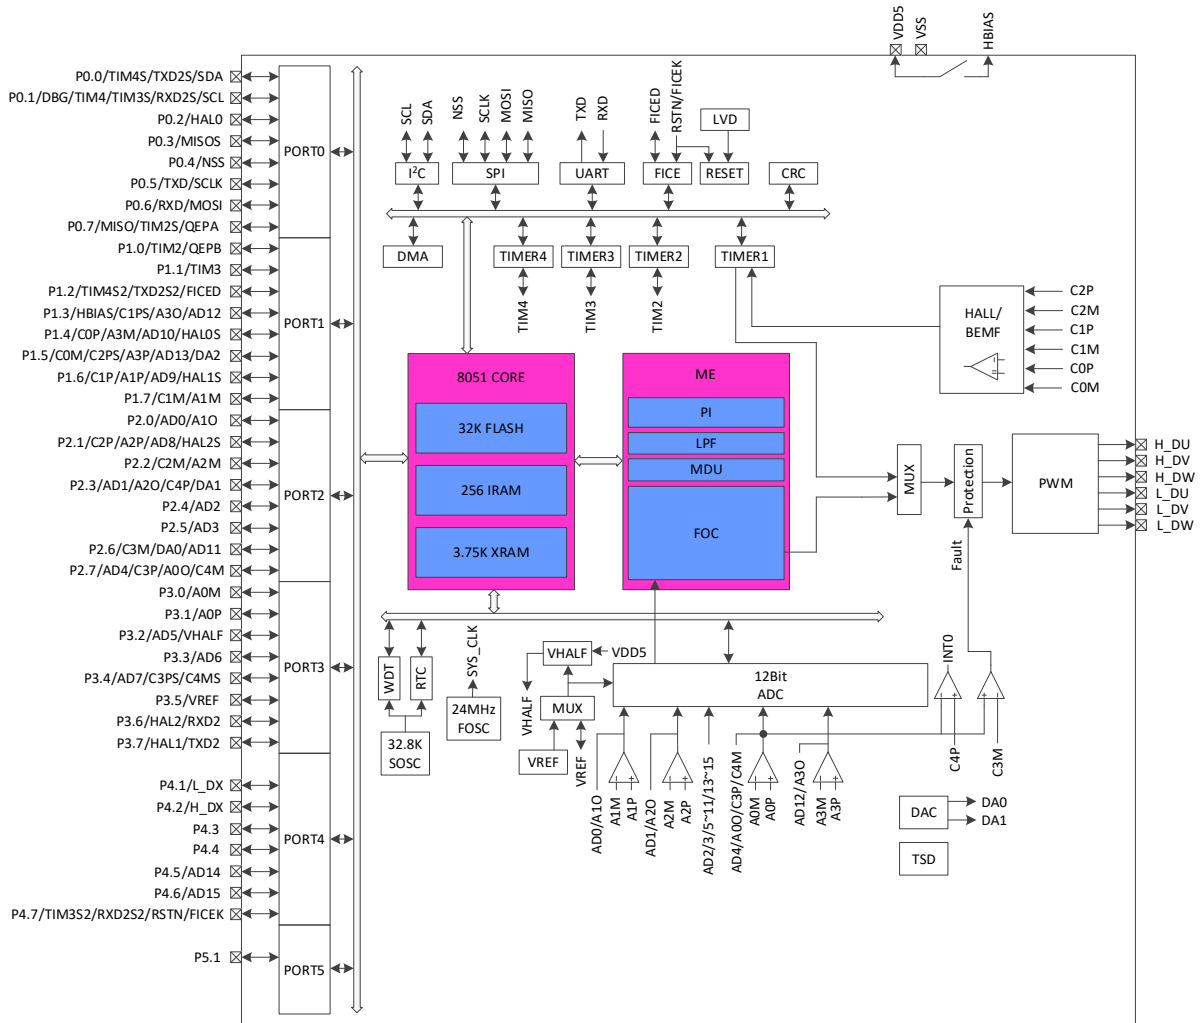 VDD5
VSS
HBIAS
P0.0/TIM4S/TXD2S/SDA
P0.1/DBG/TIM4/TIM3S/RXD2S/SCL
P0.2/HAL0
P0.3/MISOS
P0.4/NSS
P0.5/TXD/SCLK
P0.6/RXD/MOSI
P0.7/MISO/TIM2S/QEPA
PORT0
P1.0/TIM2/QEPB
P1.1/TIM3
P1.2/TIM4S2/TXD2S2/FICED
P1.3/HBIAS/C1PS/A3O/AD12
P1.4/C0P/A3M/AD10/HAL0S
P1.5/C0M/C2PS/A3P/AD13/DA2
P1.6/C1P/A1P/AD9/HAL1S
P1.7/C1M/A1M
PORT1
P2.0/AD0/A1O
P2.1/C2P/A2P/AD8/HAL2S
P2.2/C2M/A2M
P2.3/AD1/A2O/C4P/DA1
P2.4/AD2
P2.5/AD3
P2.6/C3M/DA0/AD11
P2.7/AD4/C3P/A0O/C4M
PORT2
P3.0/A0M
P3.1/A0P
P3.2/AD5/VHALF
P3.3/AD6
P3.4/AD7/C3PS/C4MS
P3.5/VREF
P3.6/HAL2/RXD2
P3.7/HAL1/TXD2
PORT3
P4.1/L_DX
P4.2/H_DX
P4.3
P4.4
P4.5/AD14
P4.6/AD15
P4.7/TIM3S2/RXD2S2/RSTN/FICEK
PORT4
P5.1
PORT5
SCL
SDA
NSS
SCLK
MOSI
MISO
TXD
RXD
FICED
RSTN/FICEK
LVD
I²C
SPI
UART
FICE
RESET
CRC
DMA
TIMER4
TIMER3
TIMER2
TIMER1
TIM4
TIM3
TIM2
HALL/
BEMF
C2P
C2M
C1P
C1M
C0P
C0M
8051 CORE
32K FLASH
256 IRAM
3.75K XRAM
ME
PI
LPF
MDU
FOC
MUX
Protection
PWM
H_DU
H_DV
H_DW
L_DU
L_DV
L_DW
Fault
WDT
RTC
32.8K
SOSC
SYS_CLK
24MHz
FOSC
VHALF
VDD5
VHALF
MUX
VREF
VREF
12Bit
ADC
INT0
C4P
C3M
AD0/A1O
A1M
A1P
AD1/A2O
A2M
A2P
AD2/3/5~11/13~15
AD4/A0O/C3P/C4M
A0M
A0P
AD12/A3O
A3M
A3P
DAC
DA0
DA1
TSD